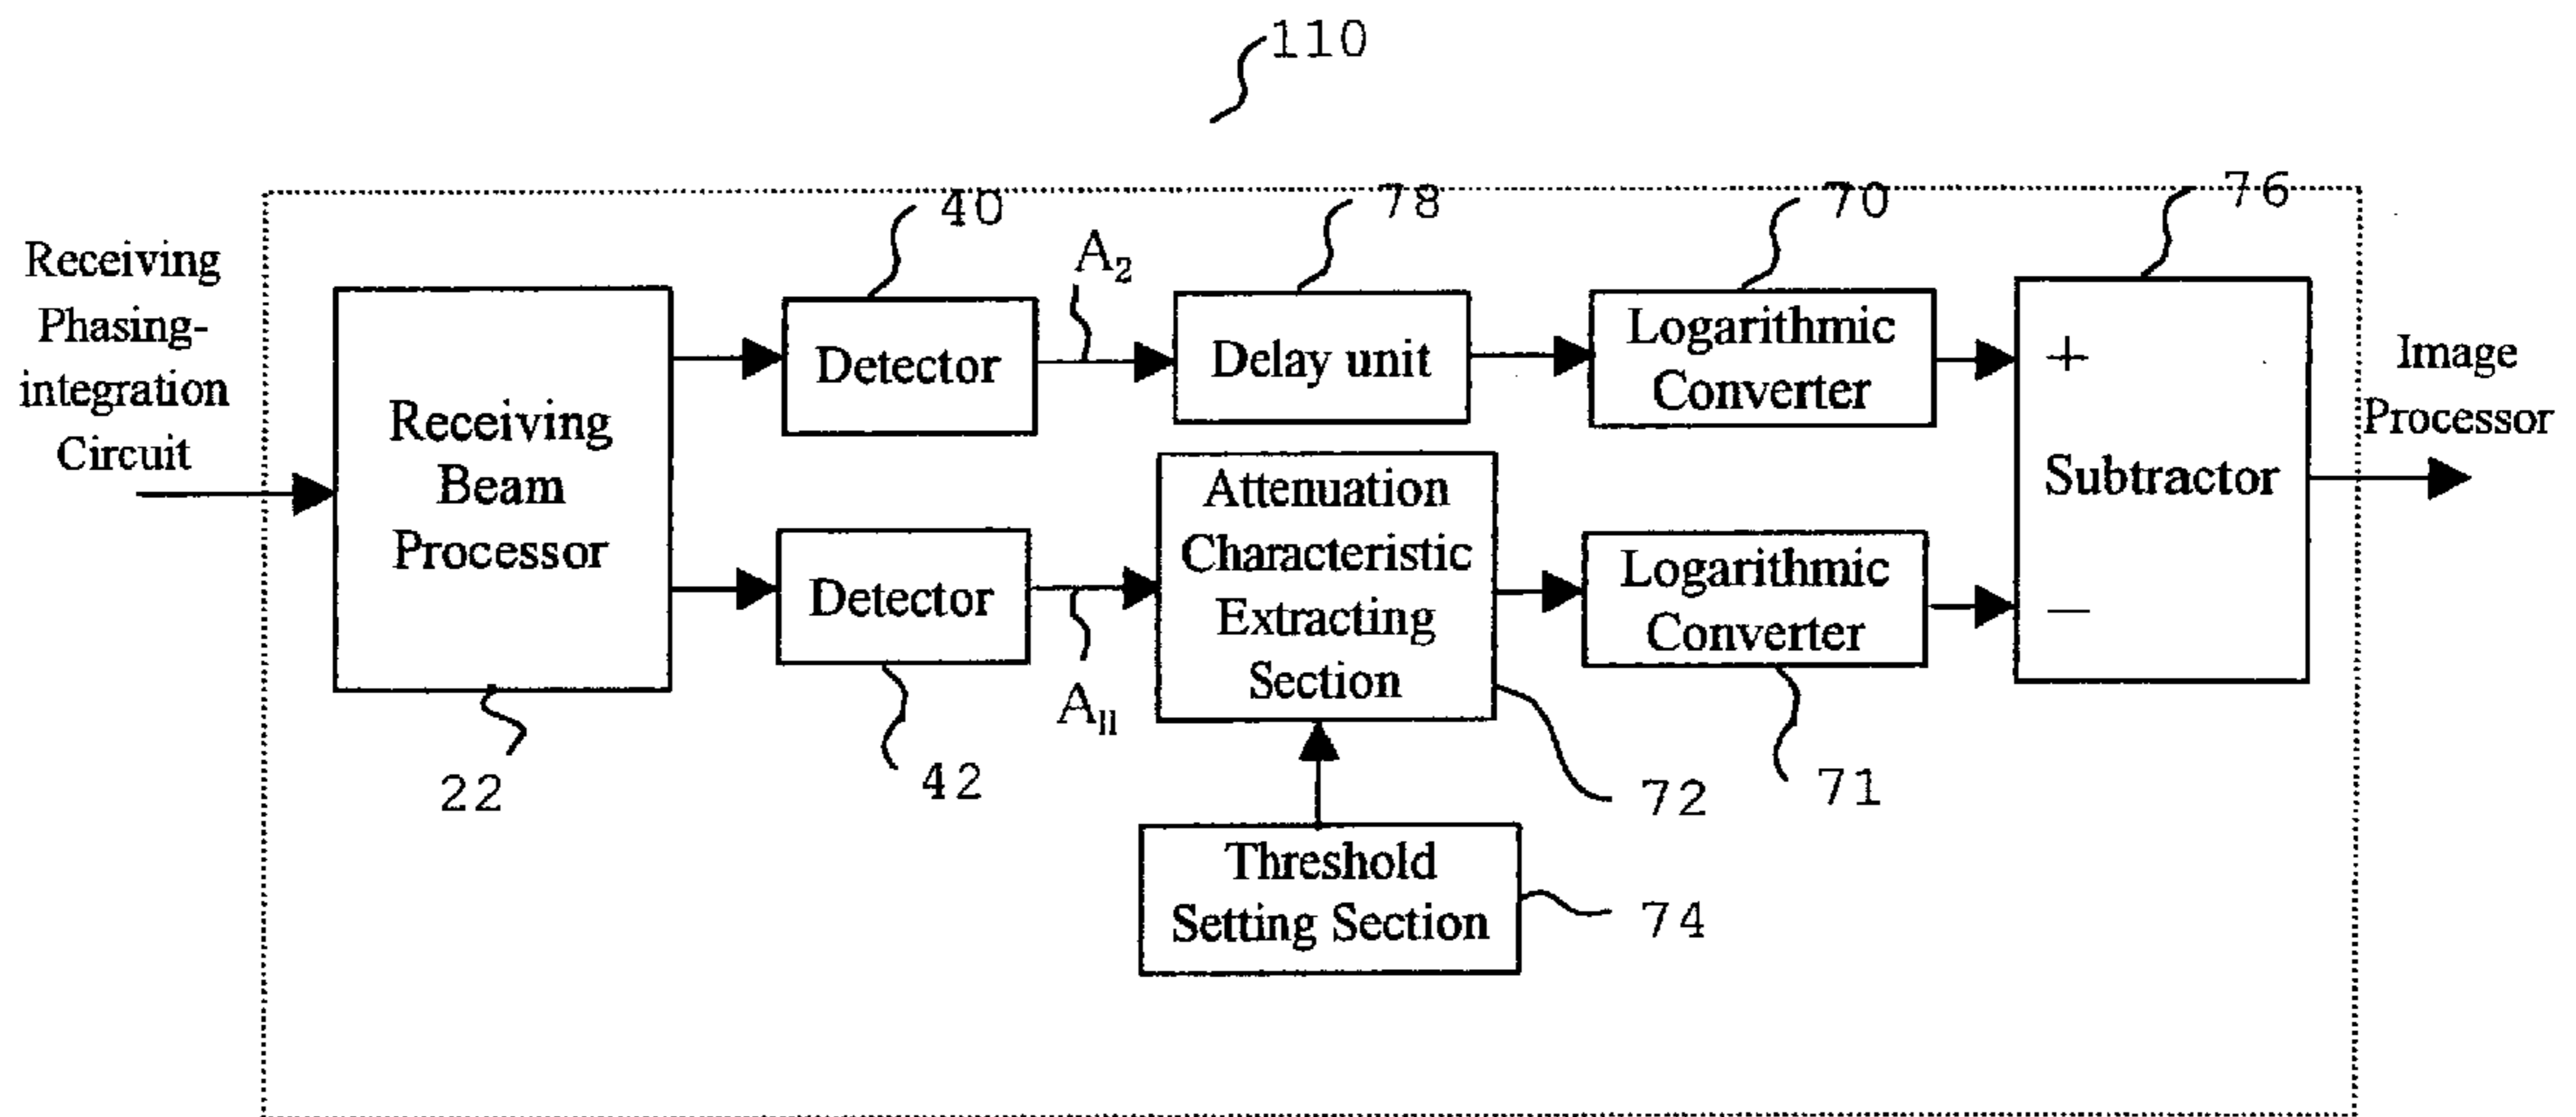 110
Receiving
Phasing-
integration
Circuit
Receiving
Beam
Processor
22
40
Detector
A₂
78
Delay unit
70
Logarithmic
Converter
76
+
Subtractor
−
Image
Processor
Detector
42
A₁₁
Attenuation
Characteristic
Extracting
Section
72
Logarithmic
Converter
71
Threshold
Setting Section
74